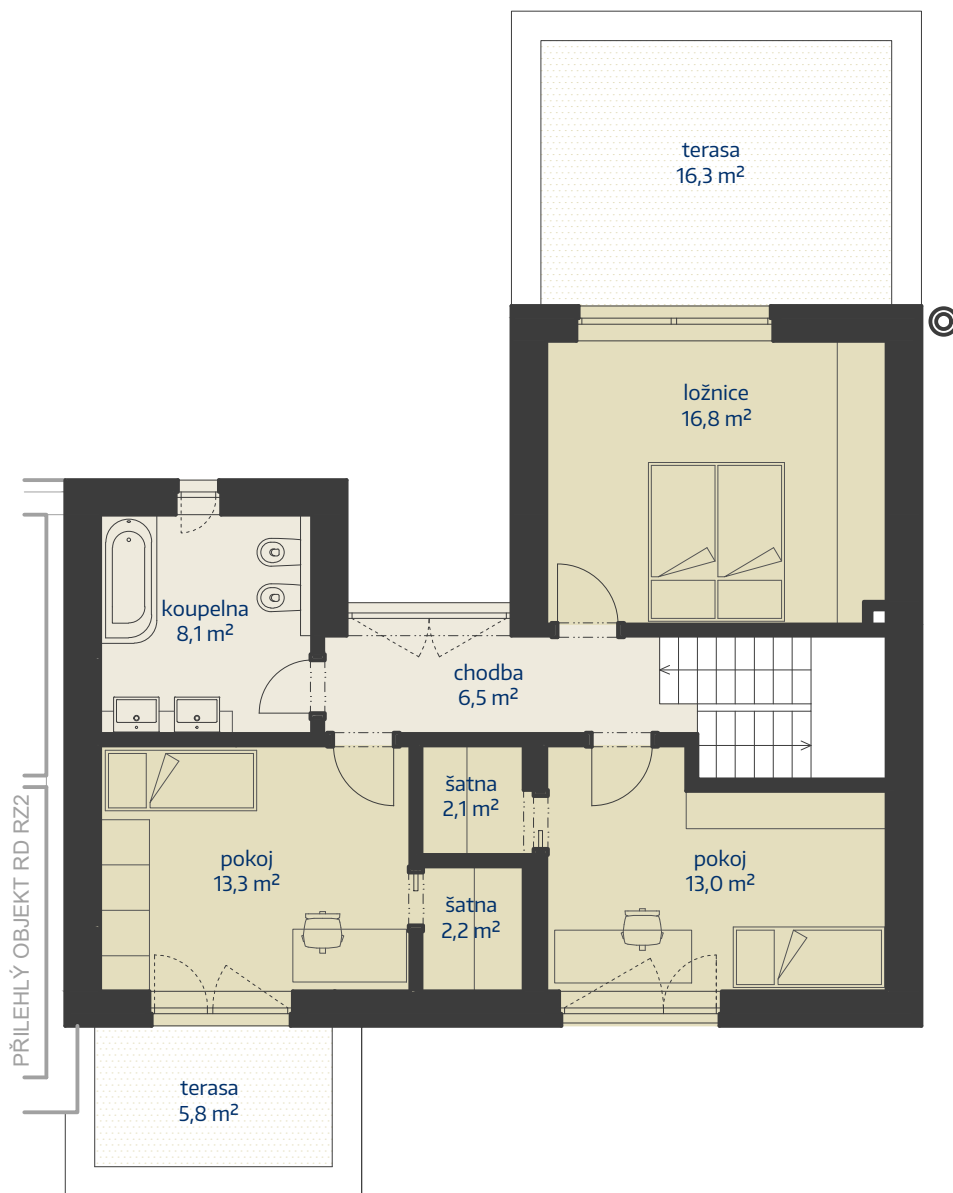 terasa
16,3 m²
ložnice
16,8 m²
koupelna
8,1 m²
chodba
6,5 m²
šatna
2,1 m²
pokoj
13,3 m²
pokoj
13,0 m²
šatna
2,2 m²
PŘILEHLÝ OBJEKT RD RZ2
terasa
5,8 m²